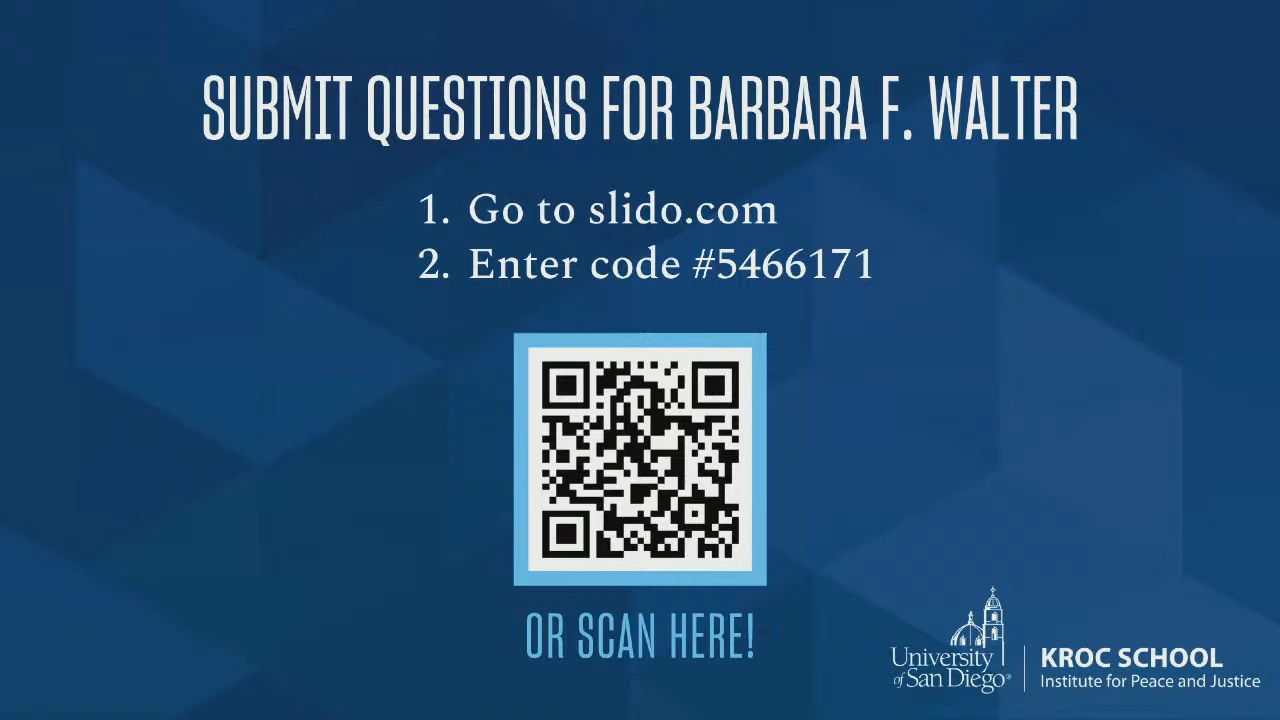 SUBMIT QUESTIONS FOR BARBARA F. WALTER
1. Go to slido.com
2. Enter code #5466171
OR SCAN HERE!
University
of San Diego®
KROC SCHOOL
Institute for Peace and Justice